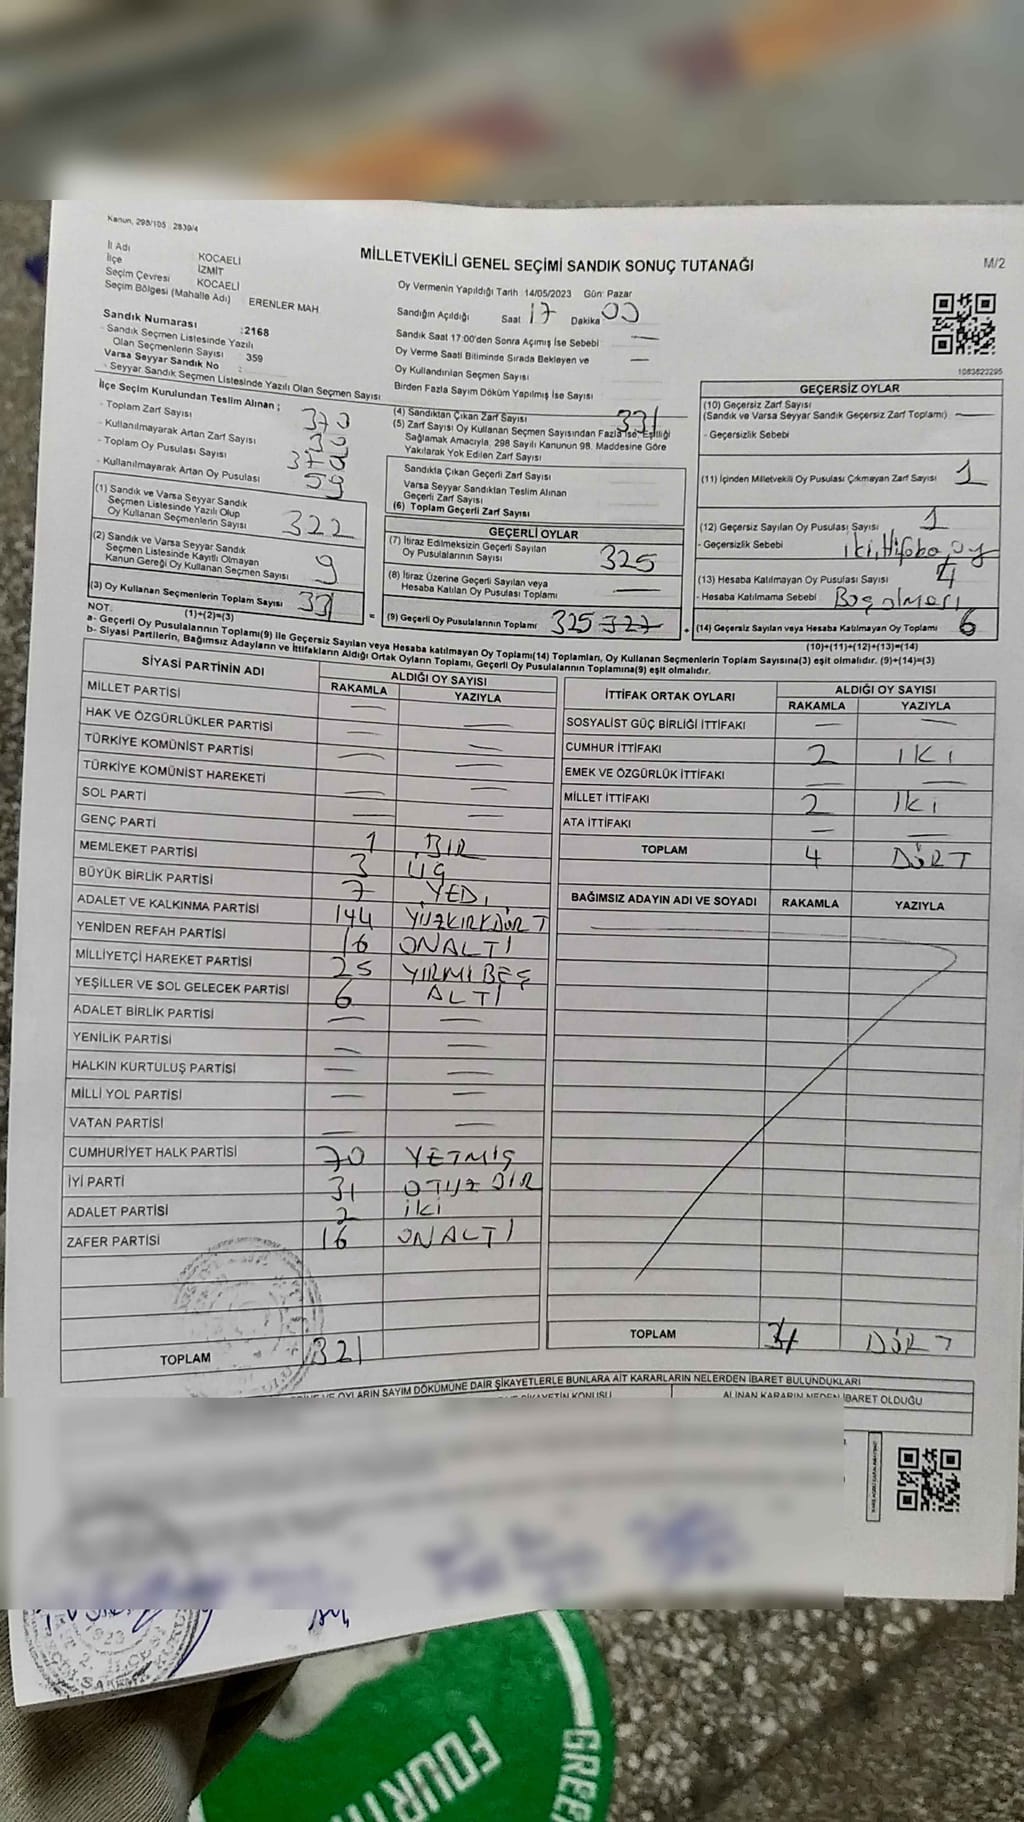 Kanun, 298/105 2839/4
İl Adı KOCAELİ
İlçe İZMİT
Seçim Çevresi KOCAELİ
Seçim Bölgesi (Mahalle Adı) ERENLER MAH
MİLLETVEKİLİ GENEL SEÇİMİ SANDIK SONUÇ TUTANAĞI
M/2
Oy Vermenin Yapıldığı Tarih 14/05/2023 Gün: Pazar
Sandığın Açıldığı Saat 17 Dakika 00
Sandık Saat 17:00'den Sonra Açımış İse Sebebi —
Oy Verme Saati Bitiminde Sırada Bekleyen ve —
Oy Kullandırılan Seçmen Sayısı
Birden Fazla Sayım Döküm Yapılmış İse Sayısı
Sandık Numarası :2168
- Sandık Seçmen Listesinde Yazılı
Olan Seçmenlerin Sayısı : 359
Varsa Seyyar Sandık No :
- Seyyar Sandık Seçmen Listesinde Yazılı Olan Seçmen Sayısı
İlçe Seçim Kurulundan Teslim Alınan ;
- Toplam Zarf Sayısı 370
- Kullanılmayarak Artan Zarf Sayısı
- Toplam Oy Pusulası Sayısı
- Kullanılmayarak Artan Oy Pusulası
(1) Sandık ve Varsa Seyyar Sandık
Seçmen Listesinde Yazılı Olup
Oy Kullanan Seçmenlerin Sayısı 322
(2) Sandık ve Varsa Seyyar Sandık
Seçmen Listesinde Kayıtlı Olmayan
Kanun Gereği Oy Kullanan Seçmen Sayısı 9
(3) Oy Kullanan Seçmenlerin Toplam Sayısı 331
(1)+(2)=(3)
(4) Sandıktan Çıkan Zarf Sayısı 331
(5) Zarf Sayısı Oy Kullanan Seçmen Sayısından Fazla İse, Eşitliği
Sağlamak Amacıyla, 298 Sayılı Kanunun 98. Maddesine Göre
Yakılarak Yok Edilen Zarf Sayısı
Sandıkla Çıkan Geçerli Zarf Sayısı
Varsa Seyyar Sandıktan Teslim Alınan
Geçerli Zarf Sayısı
(6) Toplam Geçerli Zarf Sayısı
GEÇERLİ OYLAR
(7) İtiraz Edilmeksizin Geçerli Sayılan
Oy Pusulalarının Sayısı 325
(8) İtiraz Üzerine Geçerli Sayılan veya
Hesaba Katılan Oy Pusulası Toplamı —
= (9) Geçerli Oy Pusulalarının Toplamı 325 327
1083823295
GEÇERSİZ OYLAR
(10) Geçersiz Zarf Sayısı
(Sandık ve Varsa Seyyar Sandık Geçersiz Zarf Toplamı) —
- Geçersizlik Sebebi
(11) İçinden Milletvekili Oy Pusulası Çıkmayan Zarf Sayısı 1
(12) Geçersiz Sayılan Oy Pusulası Sayısı 1
- Geçersizlik Sebebi iki,ittifaka,oy
(13) Hesaba Katılmayan Oy Pusulası Sayısı 4
- Hesaba Katılmama Sebebi Boş olması
+ (14) Geçersiz Sayılan veya Hesaba Katılmayan Oy Toplamı 6
(10)+(11)+(12)+(13)=(14)
NOT.
a- Geçerli Oy Pusulalarının Toplamı(9) ile Geçersiz Sayılan veya Hesaba katılmayan Oy Toplamı(14) Toplamları, Oy Kullanan Seçmenlerin Toplam Sayısına(3) eşit olmalıdır. (9)+(14)=(3)
b- Siyasi Partilerin, Bağımsız Adayların ve İttifakların Aldığı Ortak Oyların Toplamı, Geçerli Oy Pusulalarının Toplamına(9) eşit olmalıdır.
SİYASİ PARTİNİN ADI ALDIĞI OY SAYISI
RAKAMLA YAZIYLA
MİLLET PARTİSİ — —
HAK VE ÖZGÜRLÜKLER PARTİSİ — —
TÜRKİYE KOMÜNİST PARTİSİ — —
TÜRKİYE KOMÜNİST HAREKETİ — —
SOL PARTİ — —
GENÇ PARTİ — —
MEMLEKET PARTİSİ 1 BİR
BÜYÜK BİRLİK PARTİSİ 3 ÜÇ
ADALET VE KALKINMA PARTİSİ 7 YEDİ
YENİDEN REFAH PARTİSİ 144 YÜZKIRKDÖRT
MİLLİYETÇİ HAREKET PARTİSİ 16 ONALTI
YEŞİLLER VE SOL GELECEK PARTİSİ 25 YIRMIBEŞ
ADALET BİRLİK PARTİSİ 6 ALTI
YENİLİK PARTİSİ — —
HALKIN KURTULUŞ PARTİSİ — —
MİLLİ YOL PARTİSİ — —
VATAN PARTİSİ — —
CUMHURİYET HALK PARTİSİ 70 YETMİŞ
İYİ PARTİ 31 OTUZ BİR
ADALET PARTİSİ 2 iki
ZAFER PARTİSİ 16 ONALTI
TOPLAM 321
İTTİFAK ORTAK OYLARI ALDIĞI OY SAYISI
RAKAMLA YAZIYLA
SOSYALİST GÜÇ BİRLİĞİ İTTİFAKI — —
CUMHUR İTTİFAKI 2 IKI
EMEK VE ÖZGÜRLÜK İTTİFAKI — —
MİLLET İTTİFAKI 2 IKI
ATA İTTİFAKI — —
TOPLAM 4 DÖRT
BAĞIMSIZ ADAYIN ADI VE SOYADI RAKAMLA YAZIYLA
TOPLAM 4 DÖRT
OYLARIN SAYIM DÖKÜMÜNE DAİR ŞİKAYETLERLE BUNLARA AİT KARARLARIN NELERDEN İBARET BULUNDUKLARI
ŞİKAYETİN KONUSU ALINAN KARARIN NEDEN İBARET OLDUĞU
FOURTH
GREEN